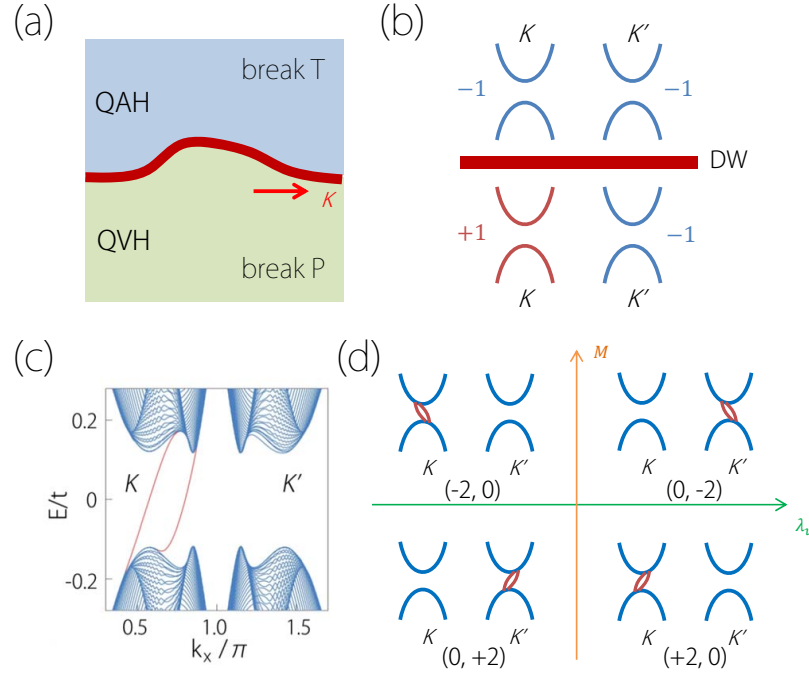 (a)
break T
QAH
K
QVH
break P
(b)
K K′
−1 −1
DW
+1 −1
K K′
(c)
0.2
K K′
0
E/t
-0.2
0.5 1.0 1.5
kₓ/π
(d)
M
K K′ K K′
(-2, 0) (0, -2)
λ
K K′ K K′
(0, +2) (+2, 0)